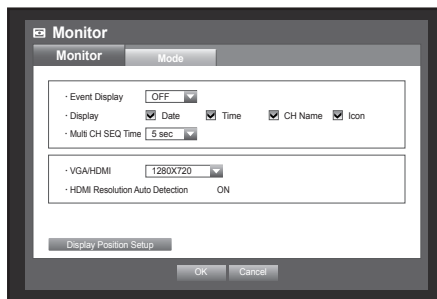 Monitor
Monitor Mode
· Event Display OFF
· Display Date Time CH Name Icon
· Multi CH SEQ Time 5 sec
· VGA/HDMI 1280X720
· HDMI Resolution Auto Detection ON
Display Position Setup
OK Cancel